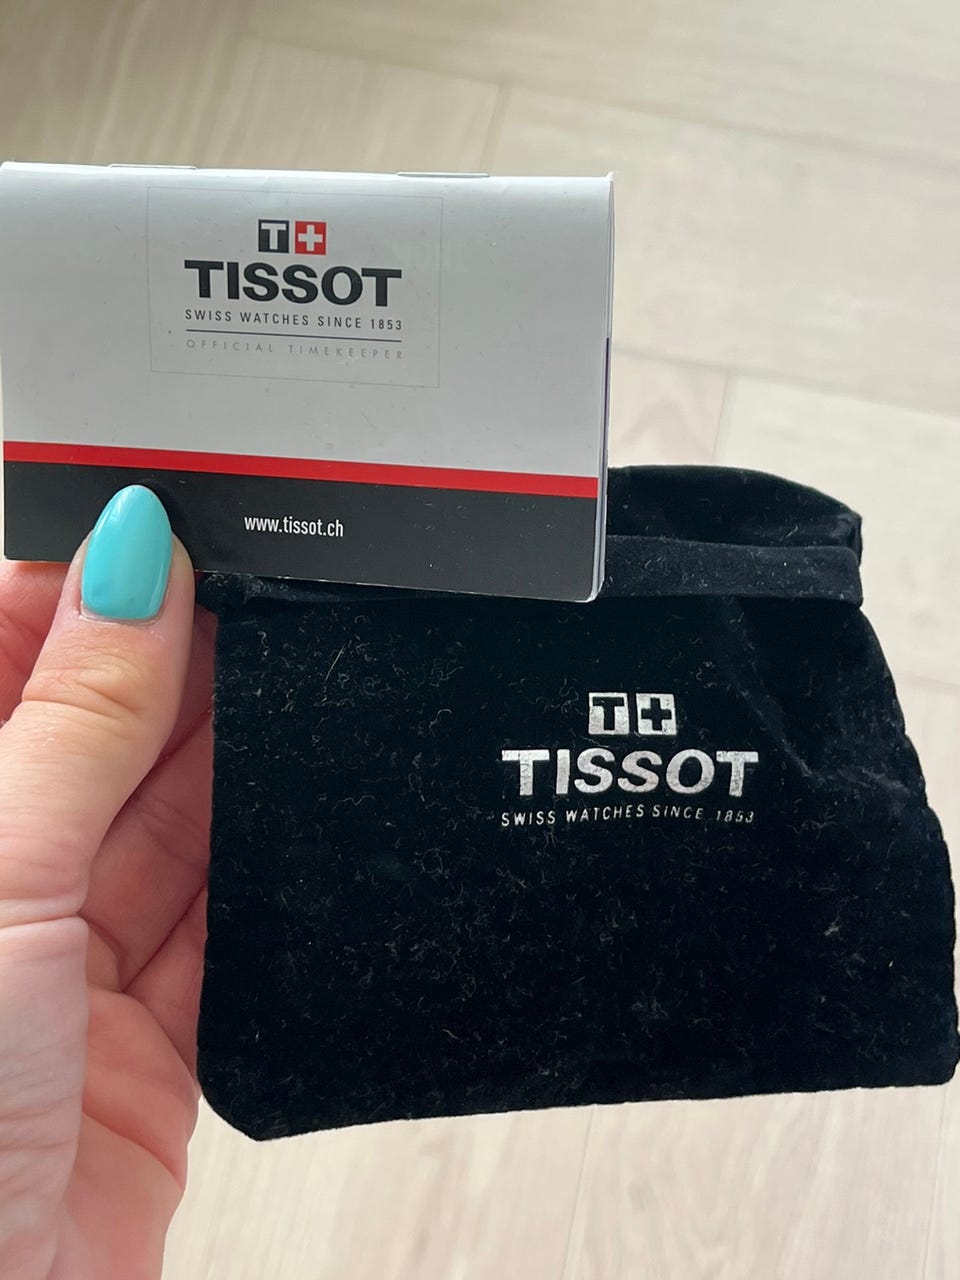 T+
TISSOT
SWISS WATCHES SINCE 1853
OFFICIAL TIMEKEEPER
www.tissot.ch
T+
TISSOT
SWISS WATCHES SINCE 1853